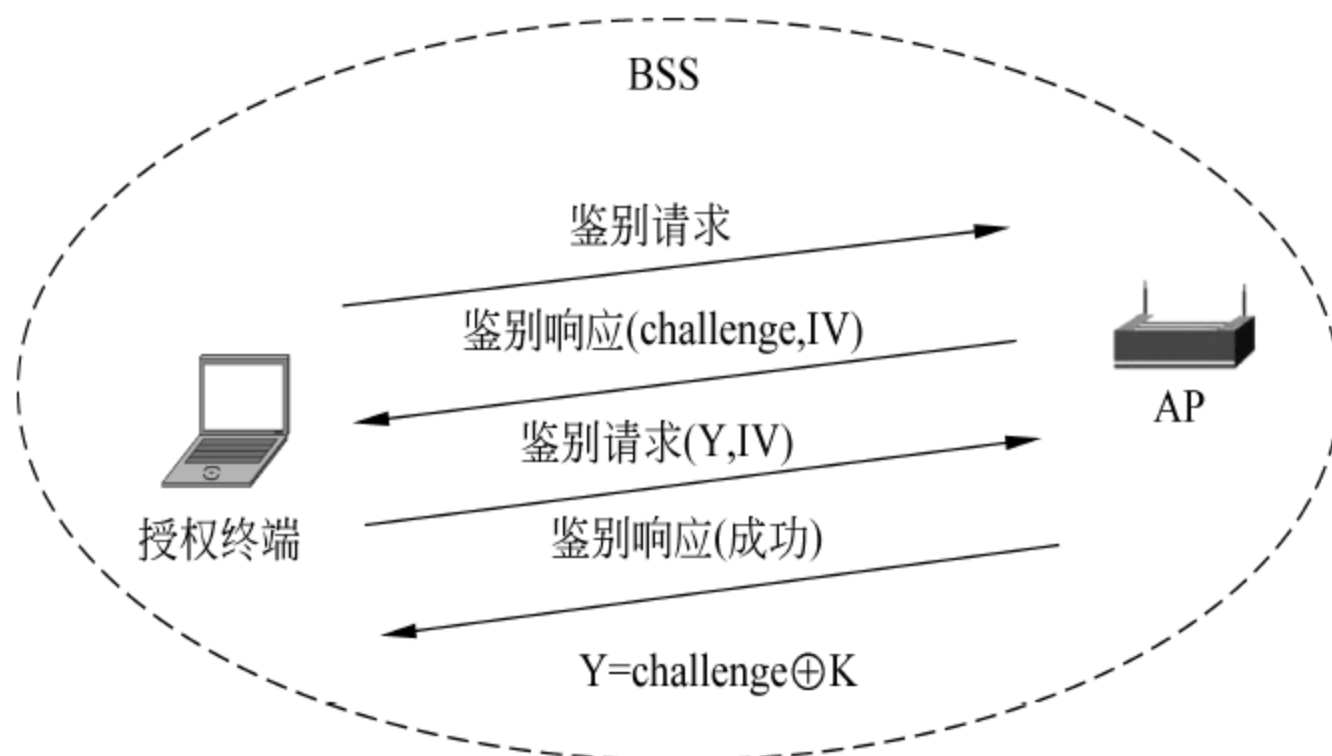 BSS
鉴别请求
鉴别响应(challenge,IV)
AP
鉴别请求(Y,IV)
授权终端
鉴别响应(成功)
Y=challenge⊕K